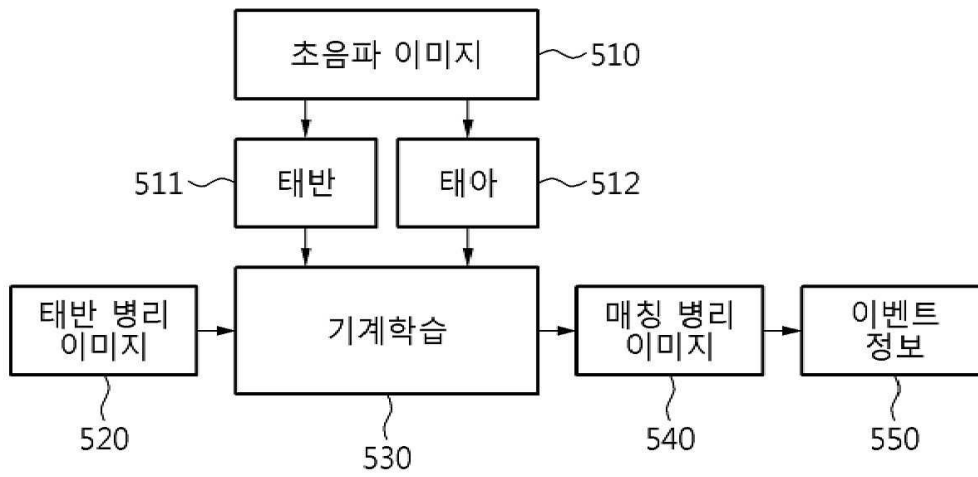 초음파 이미지
510
511
태반
태아
512
태반 병리
이미지
기계학습
매칭 병리
이미지
이벤트
정보
520
530
540
550